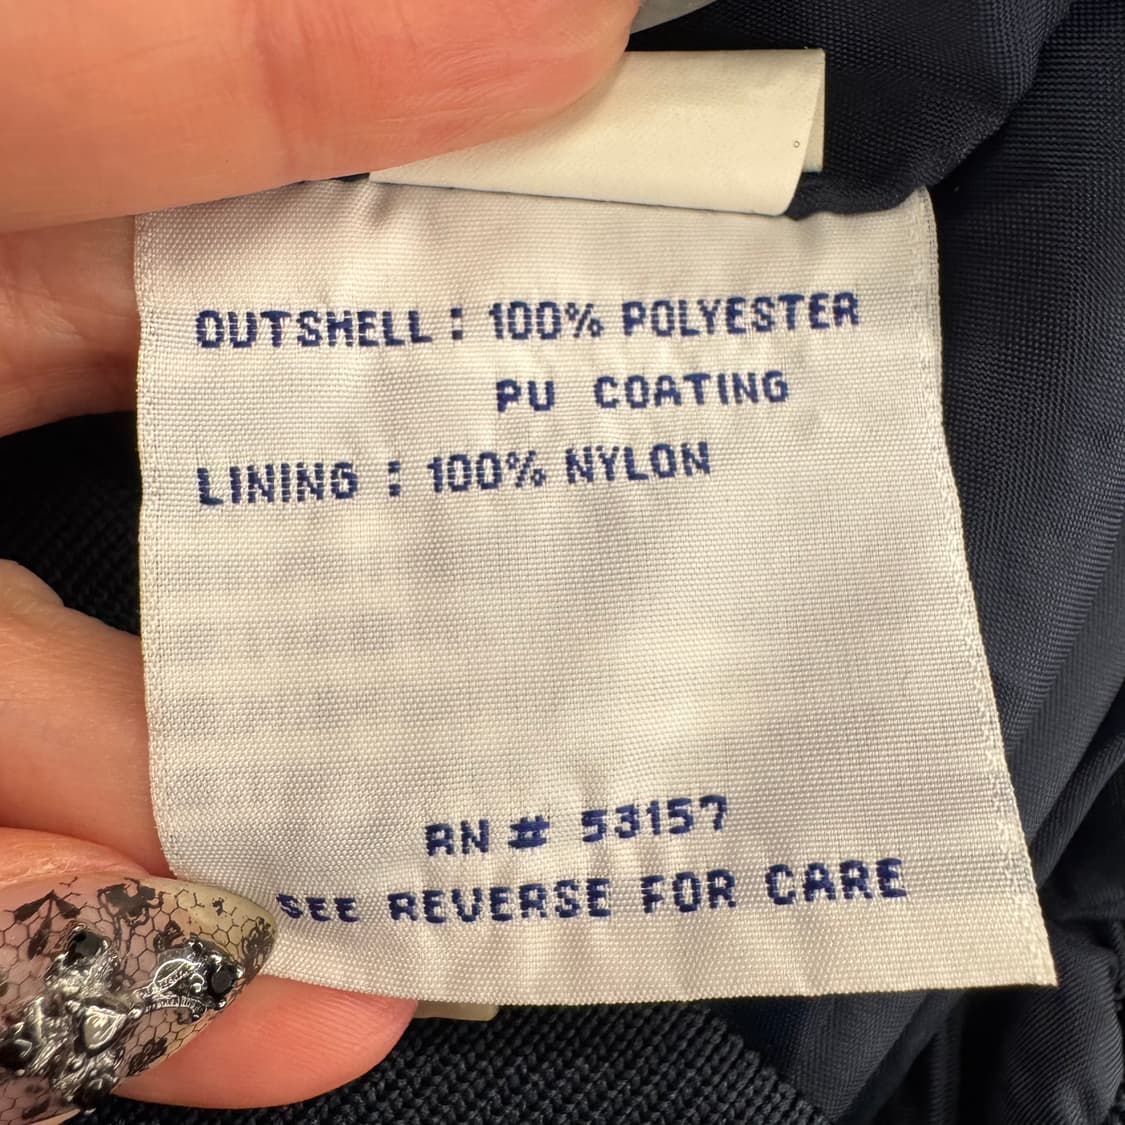 OUTSHELL : 100% POLYESTER
PU COATING
LINING : 100% NYLON
RN # 53157
SEE REVERSE FOR CARE